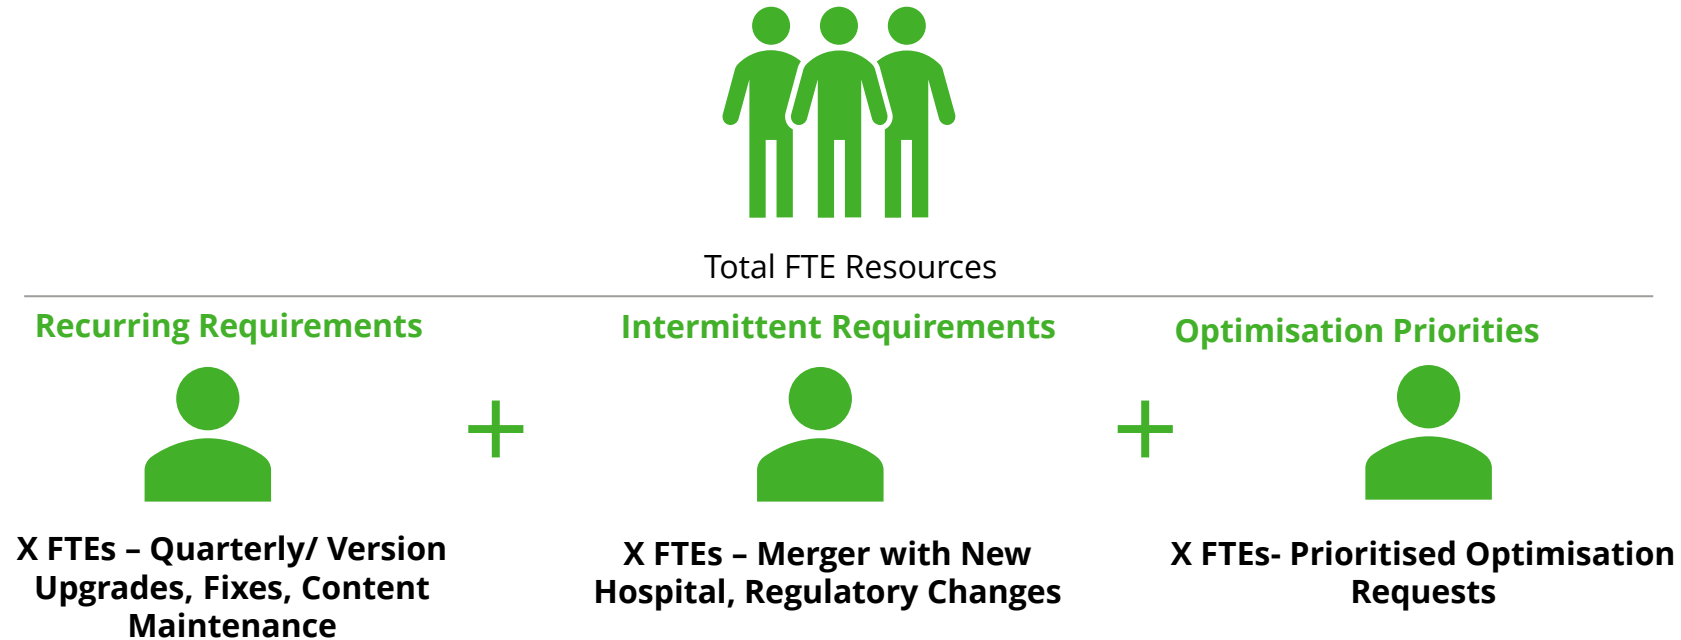 Total FTE Resources
Recurring Requirements
Intermittent Requirements
Optimisation Priorities
X FTEs – Quarterly/ Version
Upgrades, Fixes, Content
Maintenance
X FTEs – Merger with New
Hospital, Regulatory Changes
X FTEs- Prioritised Optimisation
Requests